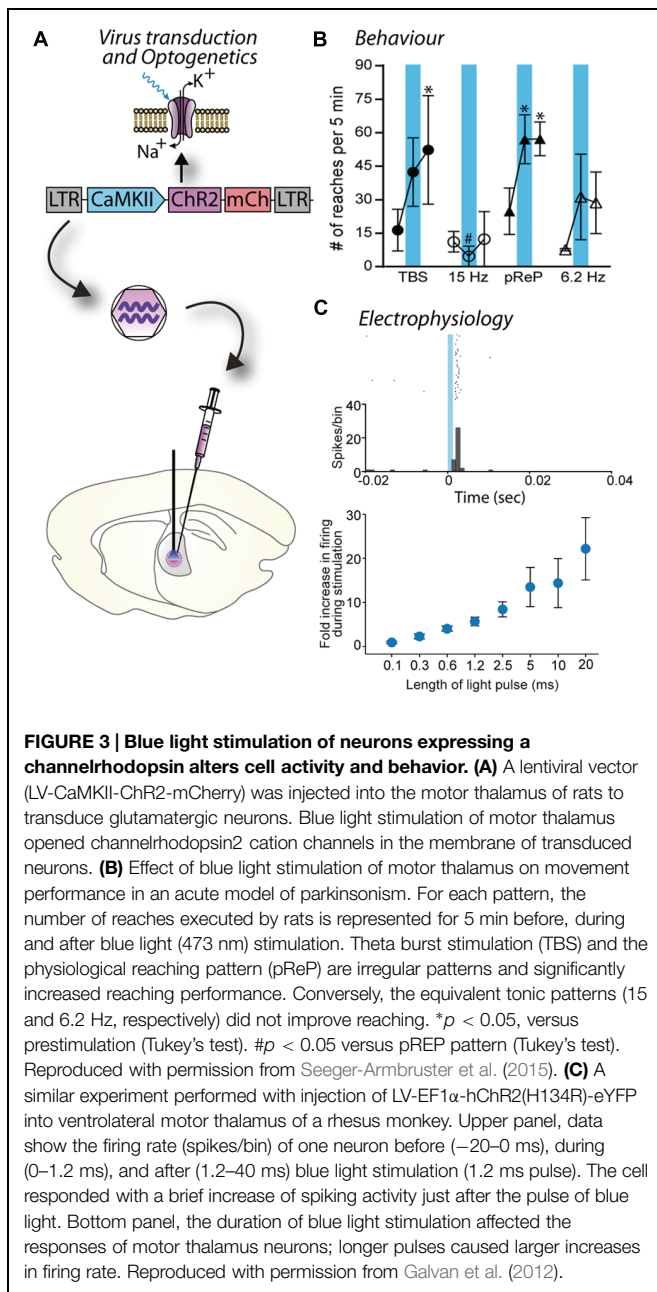 A
Virus transduction
and Optogenetics
K+
Na+
LTR CaMKII ChR2 mCh LTR
B Behaviour
# of reaches per 5 min
90
75
60
45
30
15
0
*
#
*
*
TBS 15 Hz pReP 6.2 Hz
C Electrophysiology
Spikes/bin
40
20
0
-0.02 0 0.02 0.04
Time (sec)
Fold increase in firing
during stimulation
30
20
10
0
0.1 0.3 0.6 1.2 2.5 5 10 20
Length of light pulse (ms)
FIGURE 3 | Blue light stimulation of neurons expressing a
channelrhodopsin alters cell activity and behavior. (A) A lentiviral vector
(LV-CaMKII-ChR2-mCherry) was injected into the motor thalamus of rats to
transduce glutamatergic neurons. Blue light stimulation of motor thalamus
opened channelrhodopsin2 cation channels in the membrane of transduced
neurons. (B) Effect of blue light stimulation of motor thalamus on movement
performance in an acute model of parkinsonism. For each pattern, the
number of reaches executed by rats is represented for 5 min before, during
and after blue light (473 nm) stimulation. Theta burst stimulation (TBS) and the
physiological reaching pattern (pReP) are irregular patterns and significantly
increased reaching performance. Conversely, the equivalent tonic patterns (15
and 6.2 Hz, respectively) did not improve reaching. *p < 0.05, versus
prestimulation (Tukey's test). #p < 0.05 versus pREP pattern (Tukey's test).
Reproduced with permission from Seeger-Armbruster et al. (2015). (C) A
similar experiment performed with injection of LV-EF1α-hChR2(H134R)-eYFP
into ventrolateral motor thalamus of a rhesus monkey. Upper panel, data
show the firing rate (spikes/bin) of one neuron before (−20–0 ms), during
(0–1.2 ms), and after (1.2–40 ms) blue light stimulation (1.2 ms pulse). The cell
responded with a brief increase of spiking activity just after the pulse of blue
light. Bottom panel, the duration of blue light stimulation affected the
responses of motor thalamus neurons; longer pulses caused larger increases
in firing rate. Reproduced with permission from Galvan et al. (2012).